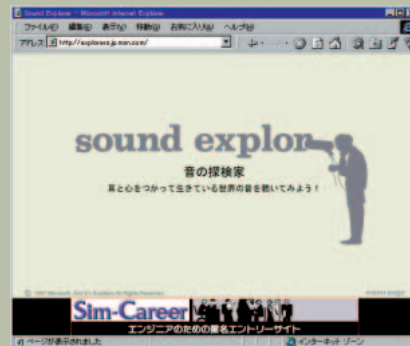 Sound Explorer - Microsoft Internet Explorer
ファイル(F) 編集(E) 表示(V) 移動(G) お気に入り(A) ヘルプ(H)
アドレス http://explorers.jp.msn.com/
sound explor
音の探検家
耳と心をつかって生きている世界の音を聴いてみよう！
Sim-Career
エンジニアのための匿名エントリーサイト
ページが表示されました
インターネット ゾーン